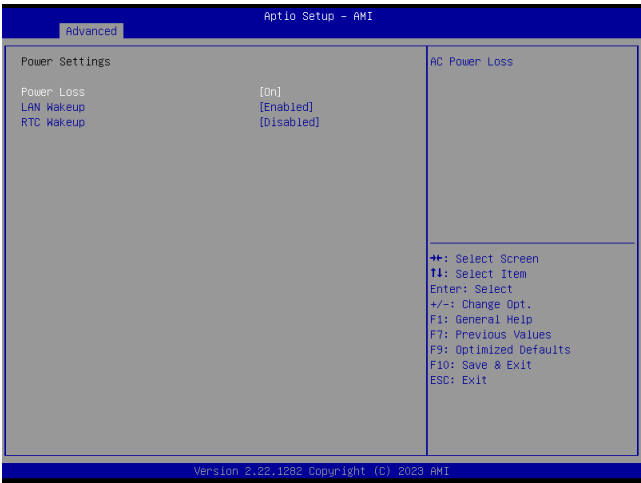 Aptio Setup – AMI
Advanced
Power Settings
Power Loss [On]
LAN Wakeup [Enabled]
RTC Wakeup [Disabled]
AC Power Loss
→←: Select Screen
↑↓: Select Item
Enter: Select
+/-: Change Opt.
F1: General Help
F7: Previous Values
F9: Optimized Defaults
F10: Save & Exit
ESC: Exit
Version 2.22.1282 Copyright (C) 2023 AMI